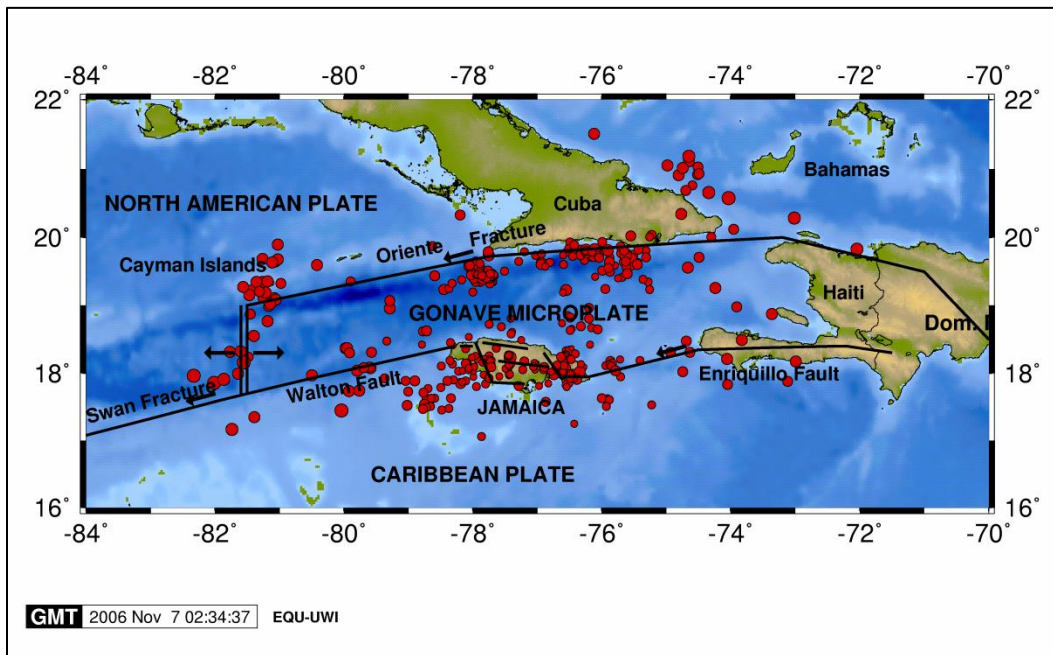 -84˚ -82˚ -80˚ -78˚ -76˚ -74˚ -72˚ -70˚
22˚ 22˚
Bahamas
NORTH AMERICAN PLATE
Cuba
20˚ 20˚
Oriente Fracture
Cayman Islands
Haiti
GONAVE MICROPLATE
Dom.
18˚ 18˚
Enriqüillo Fault
Swan Fracture
Walton Fault
JAMAICA
CARIBBEAN PLATE
16˚ 16˚
-84˚ -82˚ -80˚ -78˚ -76˚ -74˚ -72˚ -70˚
GMT 2006 Nov 7 02:34:37 EQU-UWI